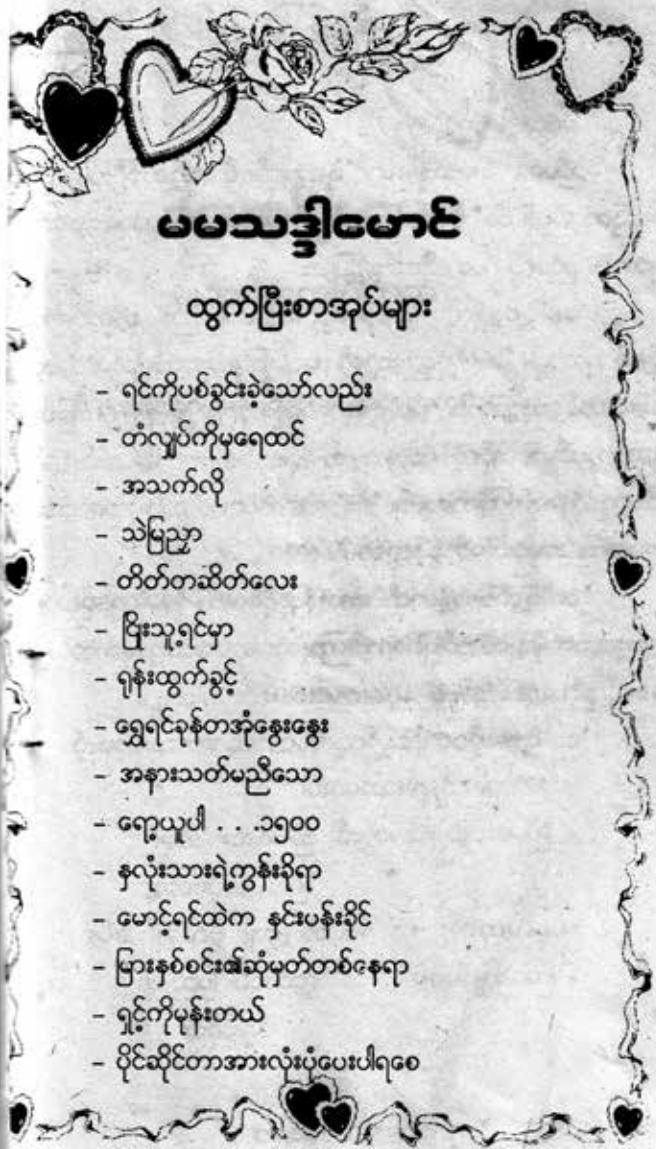 မမသဒ္ဒါမောင်
ထွက်ပြီးစာအုပ်များ
- ရင်ကိုပစ်ခွင်းခဲ့သော်လည်း
- တံလျှပ်ကိုမှရေထင်
- အသက်လို
- သဲမြညှာ
- တိတ်တဆိတ်လေး
- ငြိုးသူ့ရင်မှာ
- ရုန်းထွက်ခွင့်
- ရွှေရင်ခုန်တအုံနွေးနွေး
- အနားသတ်မညီသော
- ရော့ယူပါ . . .၁၅၀၀
- နှလုံးသားရဲ့ကွန်းခိုရာ
- မောင့်ရင်ထဲက နှင်းပန်းခိုင်
- မြားနှစ်စင်း၏ဆုံမှတ်တစ်နေရာ
- ရှင့်ကိုမုန်းတယ်
- ပိုင်ဆိုင်တာအားလုံးပုံပေးပါရစေ